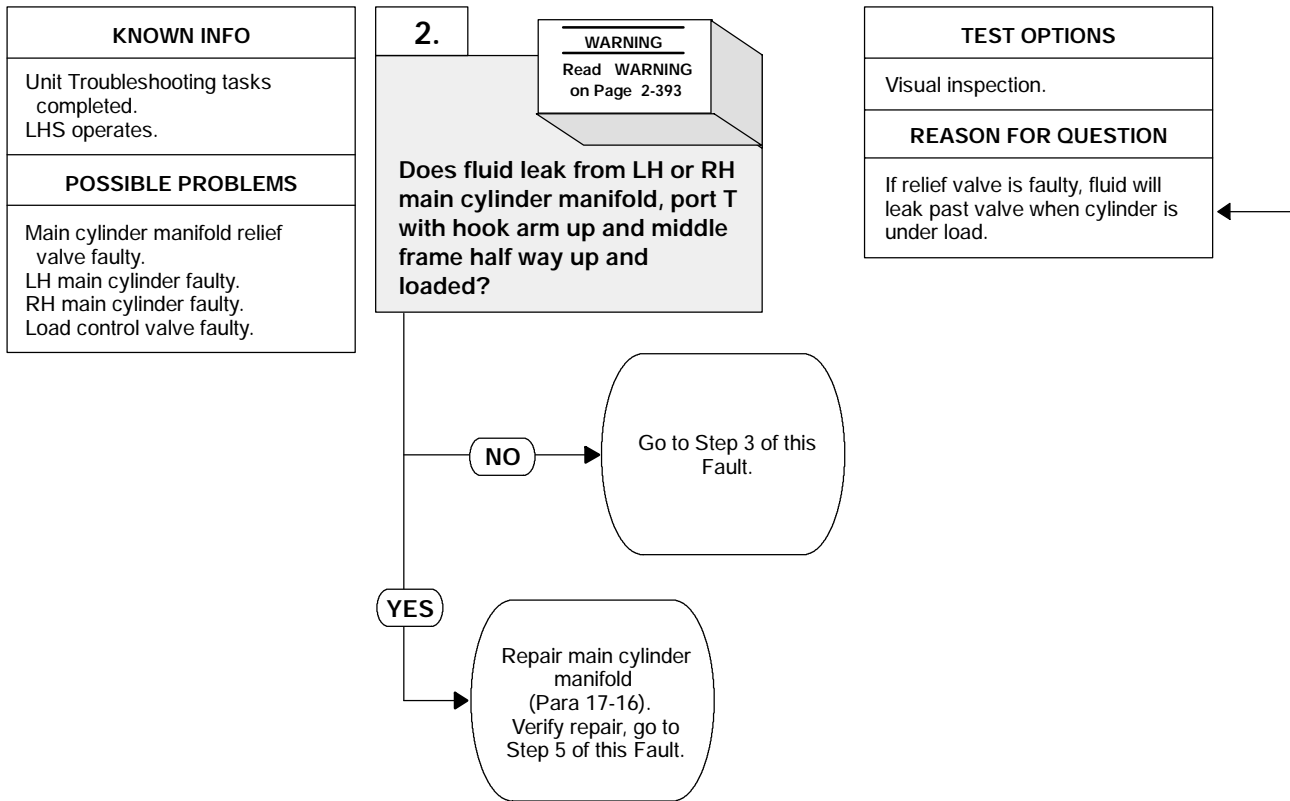 KNOWN INFO
Unit Troubleshooting tasks
completed.
LHS operates.
POSSIBLE PROBLEMS
Main cylinder manifold relief
valve faulty.
LH main cylinder faulty.
RH main cylinder faulty.
Load control valve faulty.
2.
WARNING
Read WARNING
on Page 2-393
Does fluid leak from LH or RH
main cylinder manifold, port T
with hook arm up and middle
frame half way up and
loaded?
TEST OPTIONS
Visual inspection.
REASON FOR QUESTION
If relief valve is faulty, fluid will
leak past valve when cylinder is
under load.
NO
Go to Step 3 of this
Fault.
YES
Repair main cylinder
manifold
(Para 17-16).
Verify repair, go to
Step 5 of this Fault.